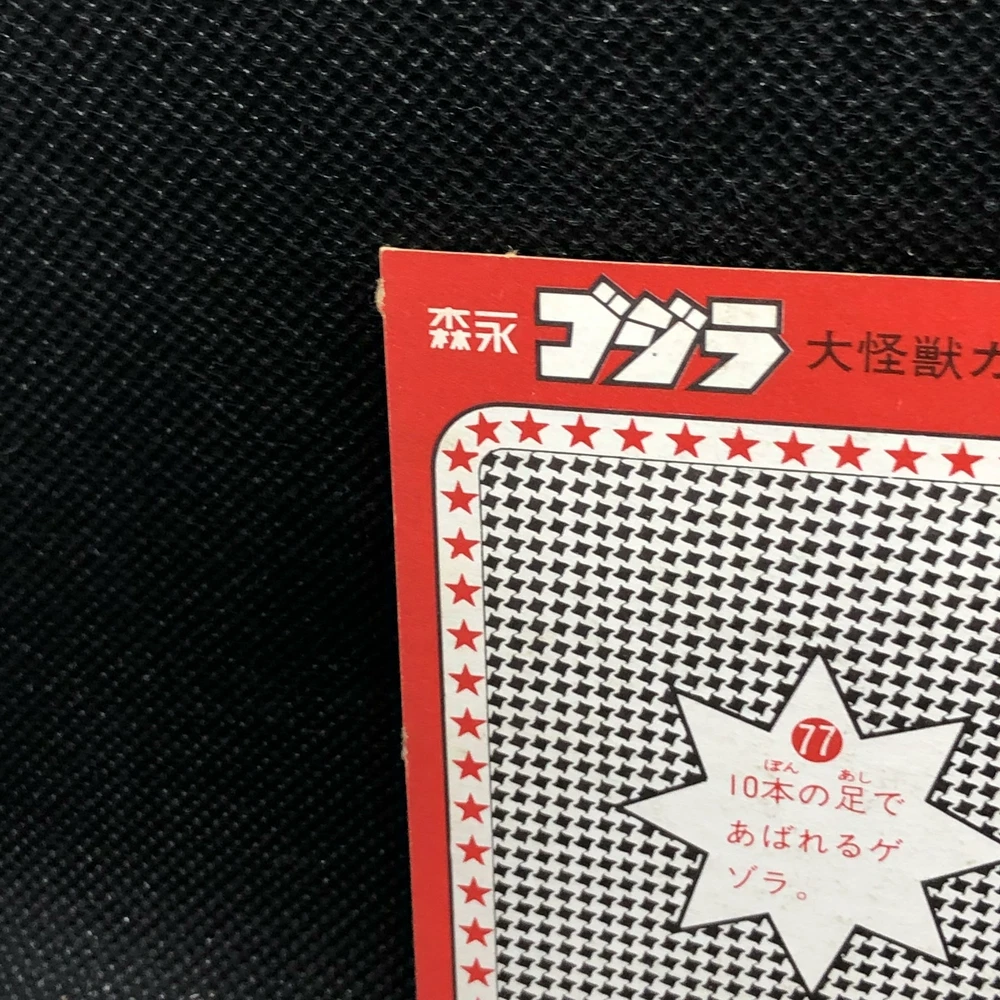 森永 ゴジラ 大怪獣カ
77
10本の足で
ぽん あし
あばれるゲ
ゾラ。